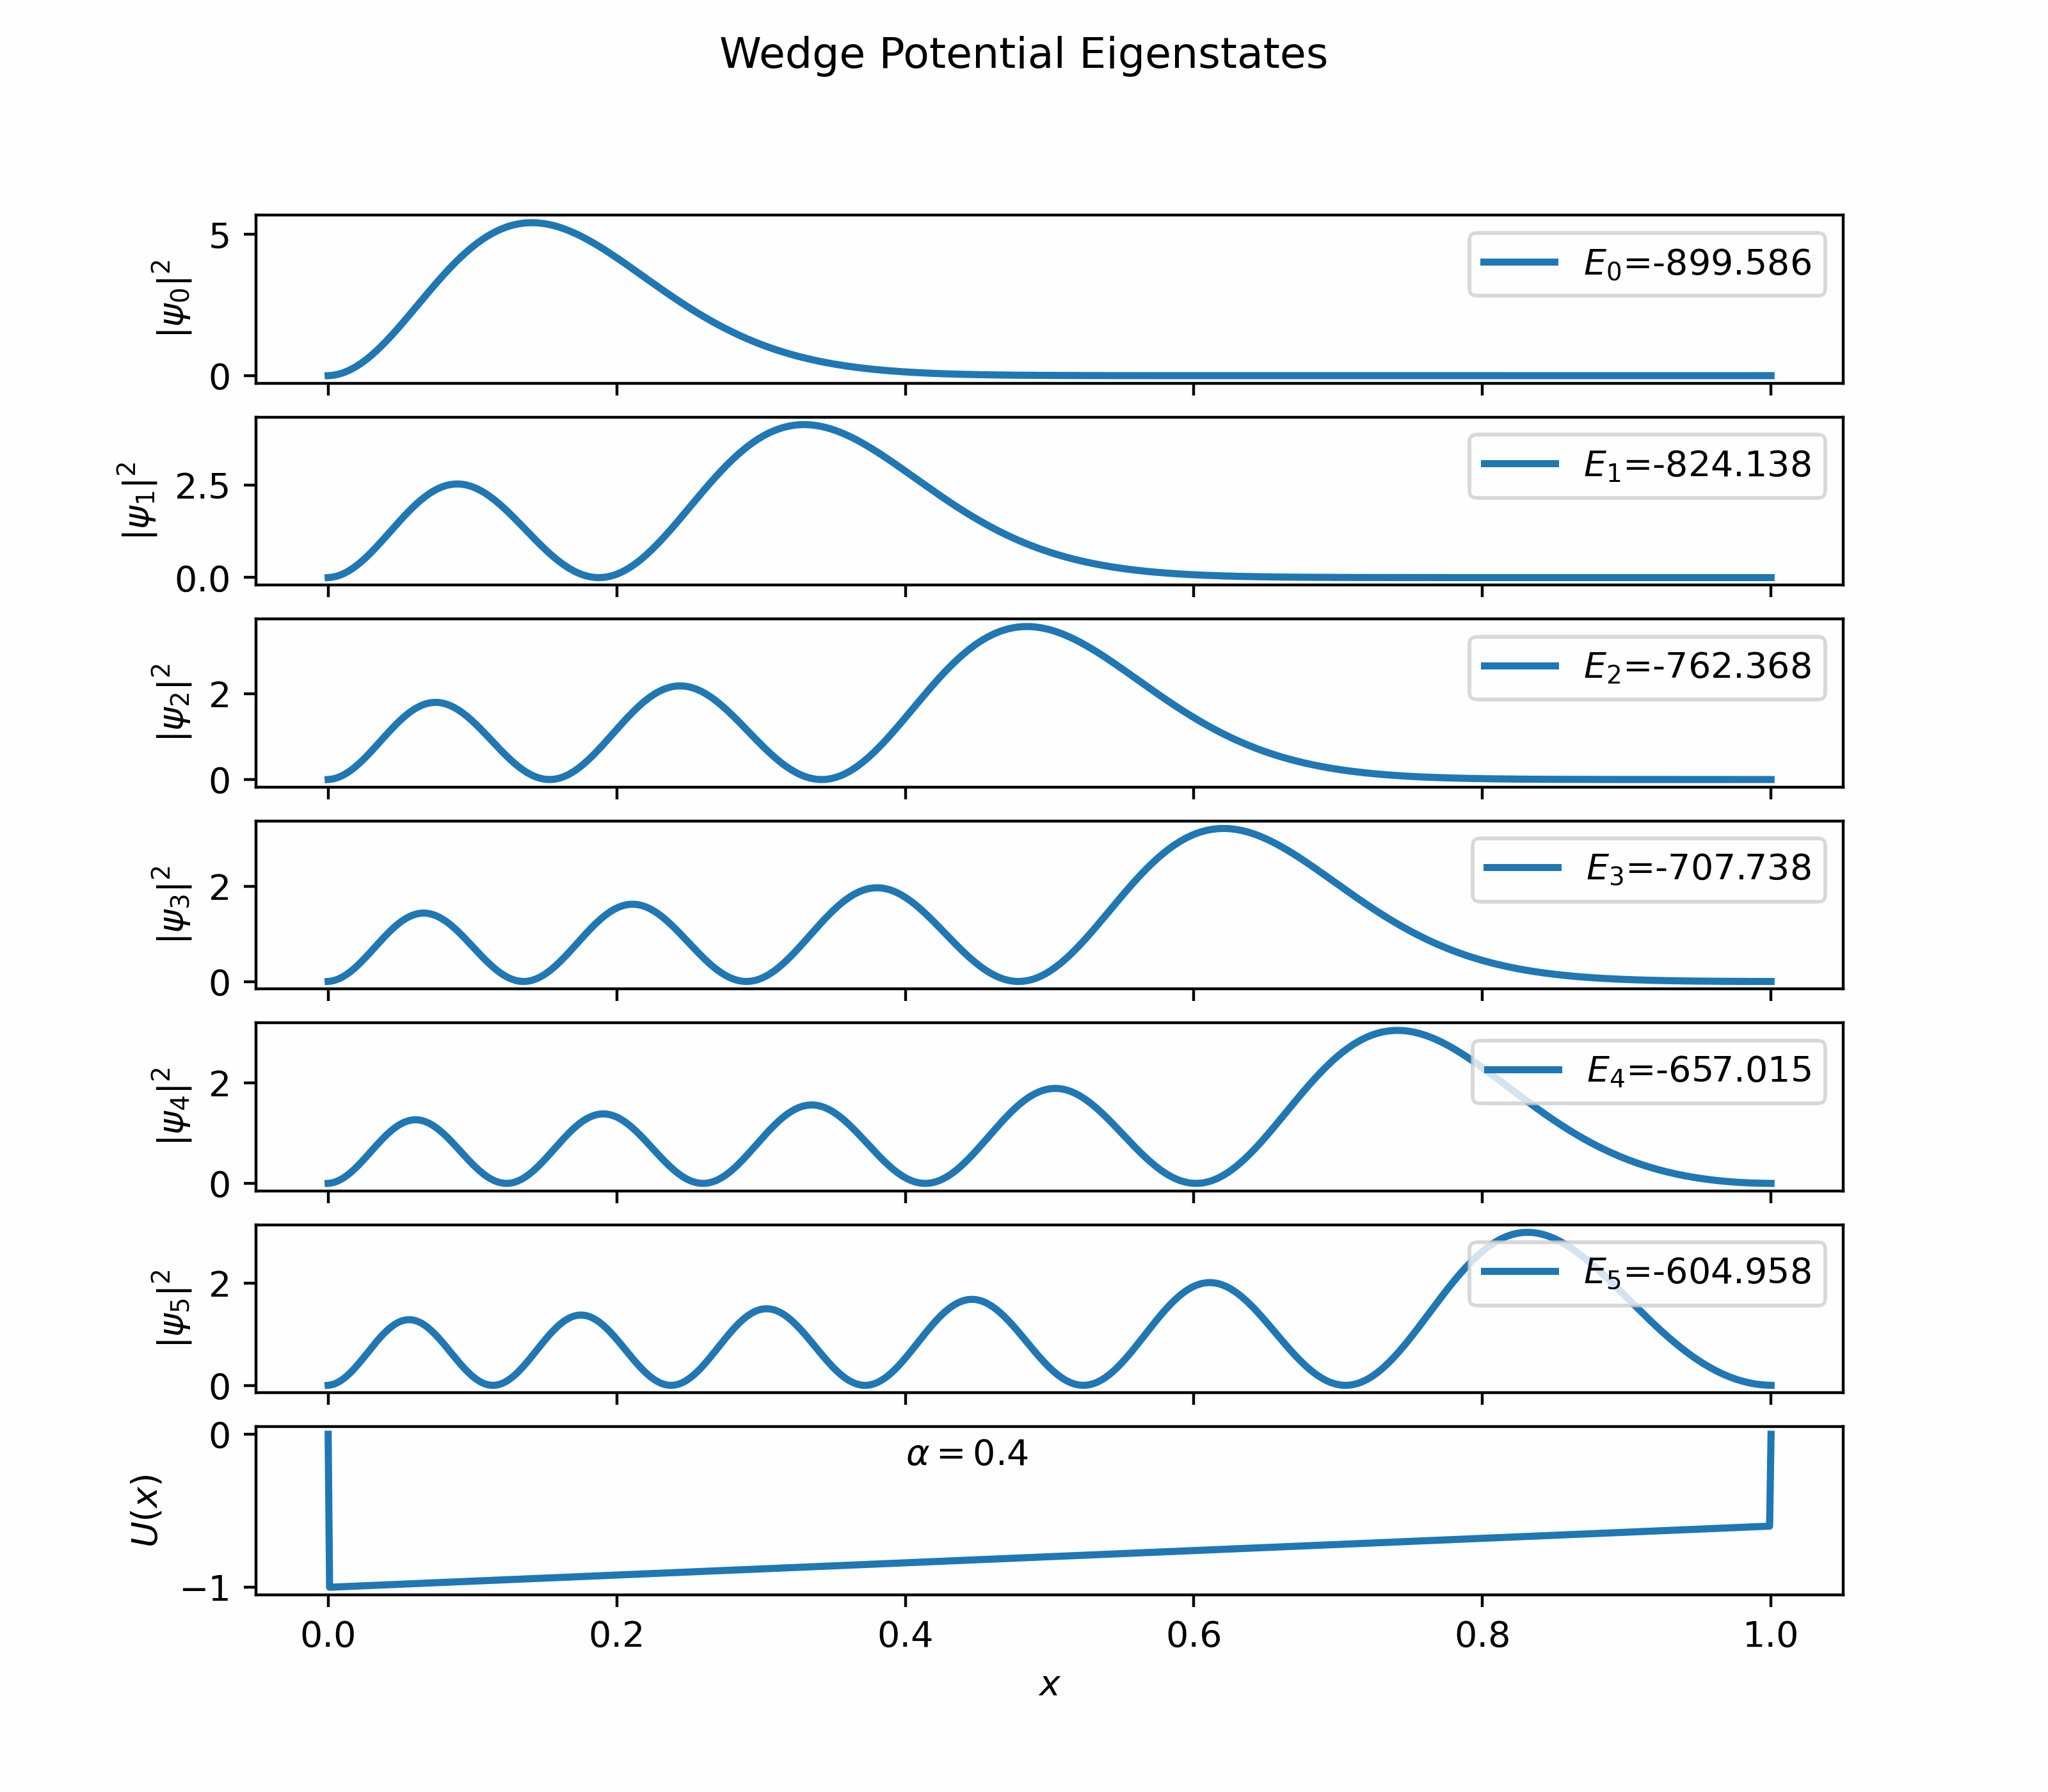 Wedge Potential Eigenstates
5
0
|ψ₀|²
E₀=-899.586
2.5
0.0
|ψ₁|²
E₁=-824.138
2
0
|ψ₂|²
E₂=-762.368
2
0
|ψ₃|²
E₃=-707.738
2
0
|ψ₄|²
E₄=-657.015
2
0
|ψ₅|²
E₅=-604.958
0
−1
U(x)
α = 0.4
0.0 0.2 0.4 0.6 0.8 1.0
x